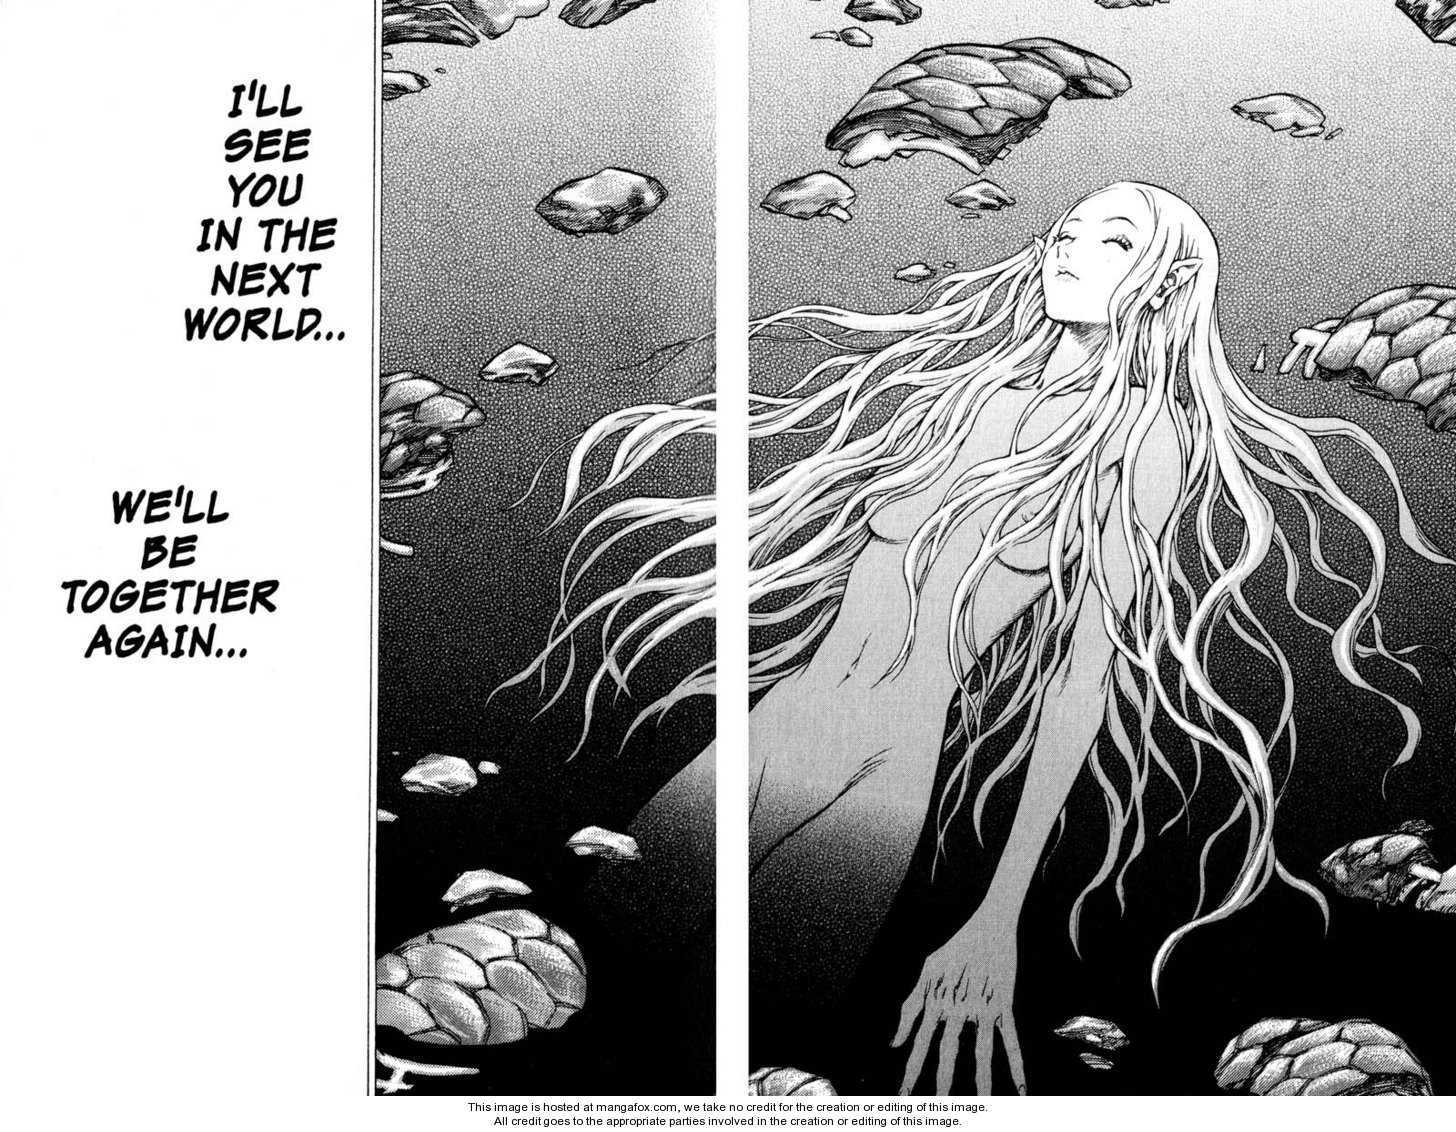 I'LL
SEE
YOU
IN THE
NEXT
WORLD...
WE'LL
BE
TOGETHER
AGAIN...
This image is hosted at mangafox.com, we take no credit for the creation or editing of this image.
All credit goes to the appropriate parties involved in the creation or editing of this image.